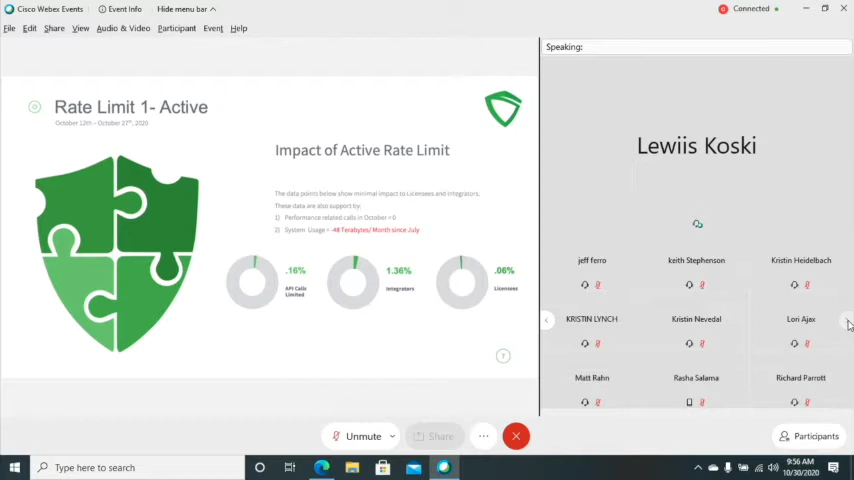 Cisco Webex Events
Event Info
Hide menu bar
Connected
File Edit Share View Audio & Video Participant Event Help
Speaking:
Rate Limit 1- Active
October 12th – October 27th, 2020
Impact of Active Rate Limit
The data points below show minimal impact to Licensees and Integrators.
These data are also support by:
1) Performance related calls in October = 0
2) System Usage = -48 Terabytes/ Month since July
.16%
API Calls
Limited
1.36%
Integrators
.06%
Licensees
7
Lewiis Koski
jeff ferro
keith Stephenson
Kristin Heidelbach
KRISTIN LYNCH
Kristin Nevedal
Lori Ajax
Matt Rahn
Rasha Salama
Richard Parrott
Unmute
Share
Participants
Type here to search
9:56 AM
10/30/2020